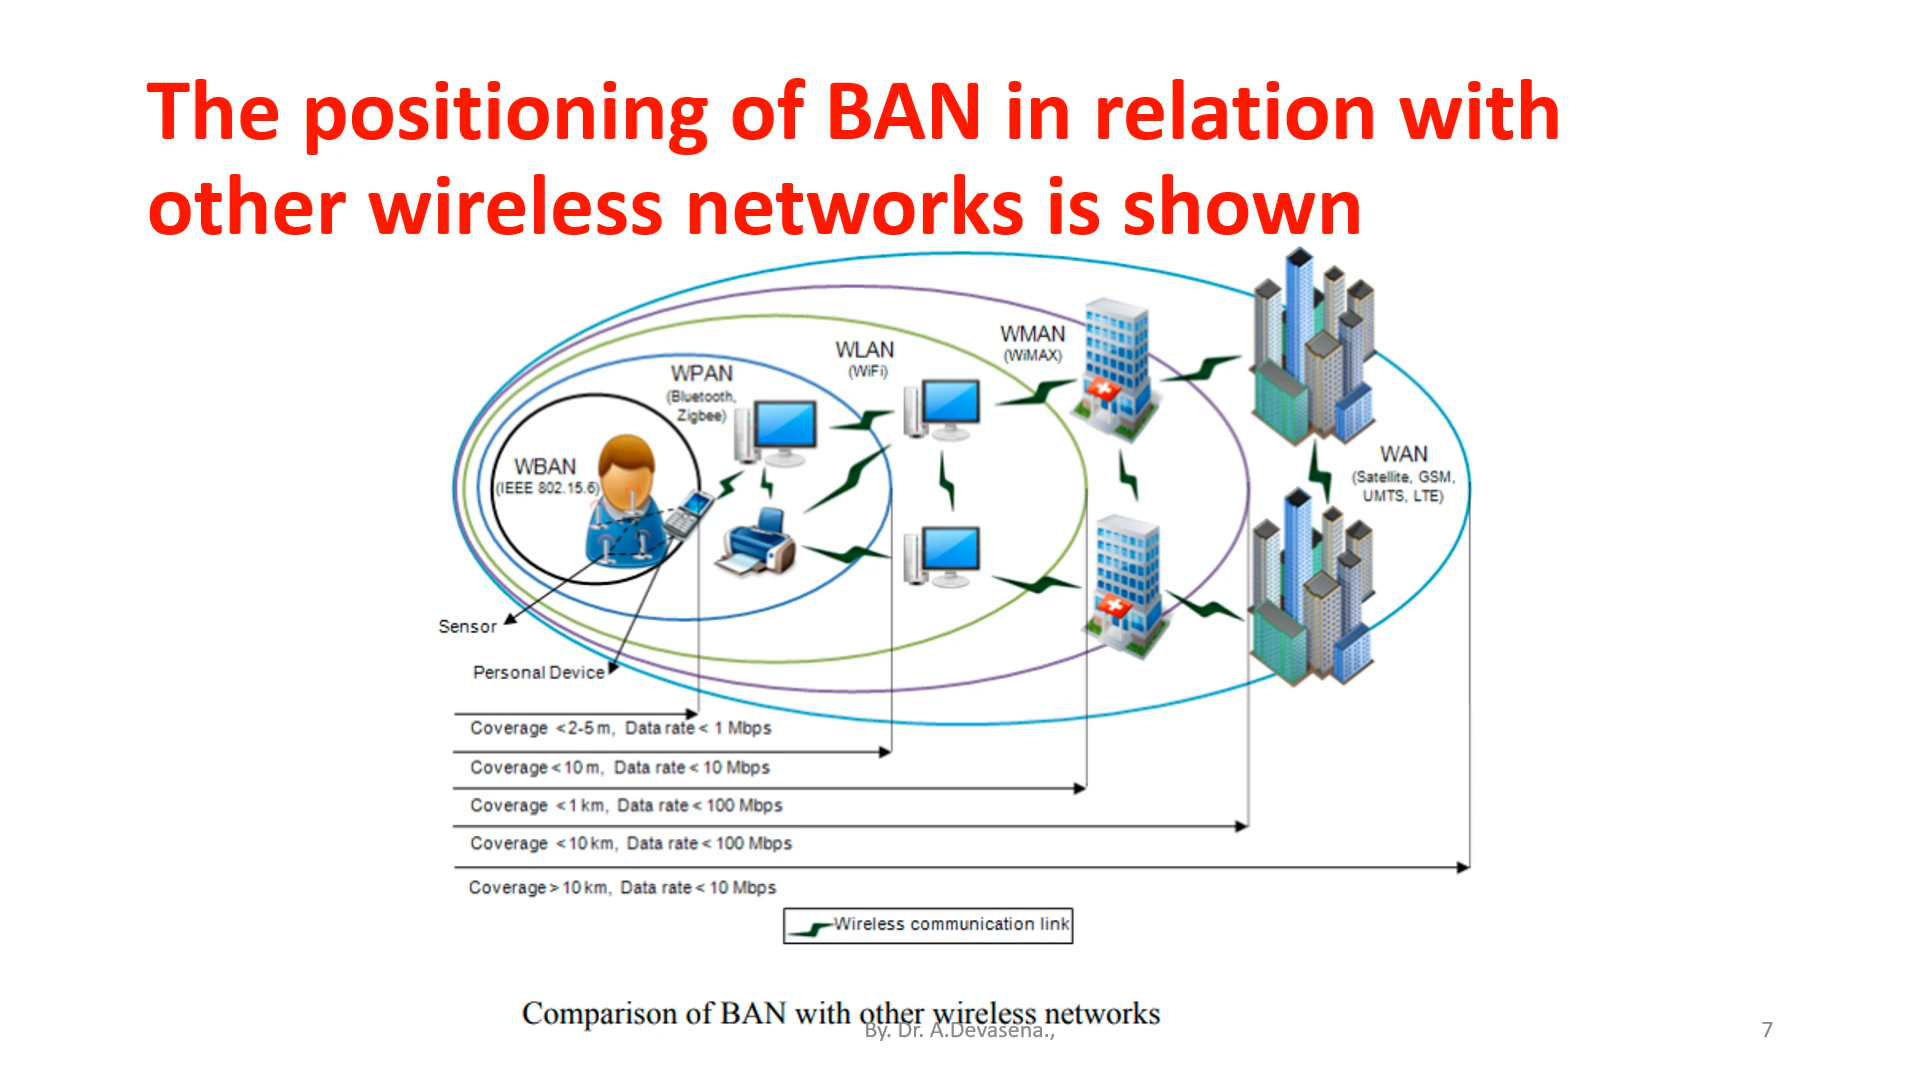 The positioning of BAN in relation with
other wireless networks is shown
WMAN
(WiMAX)
WLAN
(WiFi)
WPAN
(Bluetooth,
Zigbee)
WBAN
(IEEE 802.15.6)
WAN
(Satellite, GSM,
UMTS, LTE)
Sensor
Personal Device
Coverage <2-5 m, Data rate < 1 Mbps
Coverage < 10 m, Data rate < 10 Mbps
Coverage < 1 km, Data rate < 100 Mbps
Coverage < 10 km, Data rate < 100 Mbps
Coverage > 10 km, Data rate < 10 Mbps
Wireless communication link
Comparison of BAN with other wireless networks
By. Dr. A.Devasena.,
7